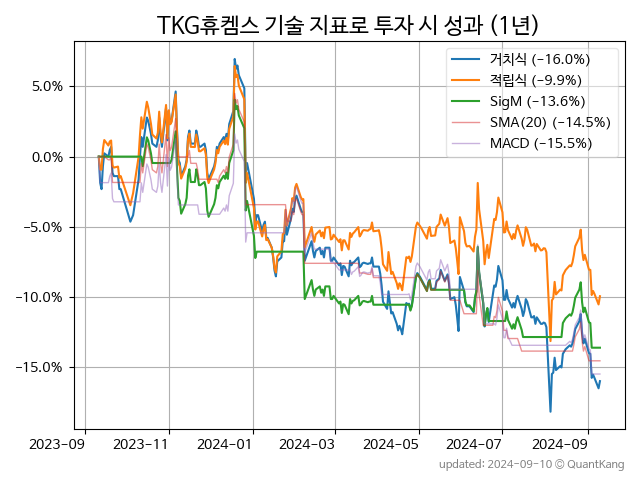 TKG휴켐스 기술 지표로 투자 시 성과 (1년)
거치식 (−16.0%)
적립식 (−9.9%)
SigM (−13.6%)
SMA(20) (−14.5%)
MACD (−15.5%)
5.0%
0.0%
−5.0%
−10.0%
−15.0%
2023-09 2023-11 2024-01 2024-03 2024-05 2024-07 2024-09
updated: 2024-09-10 © QuantKang